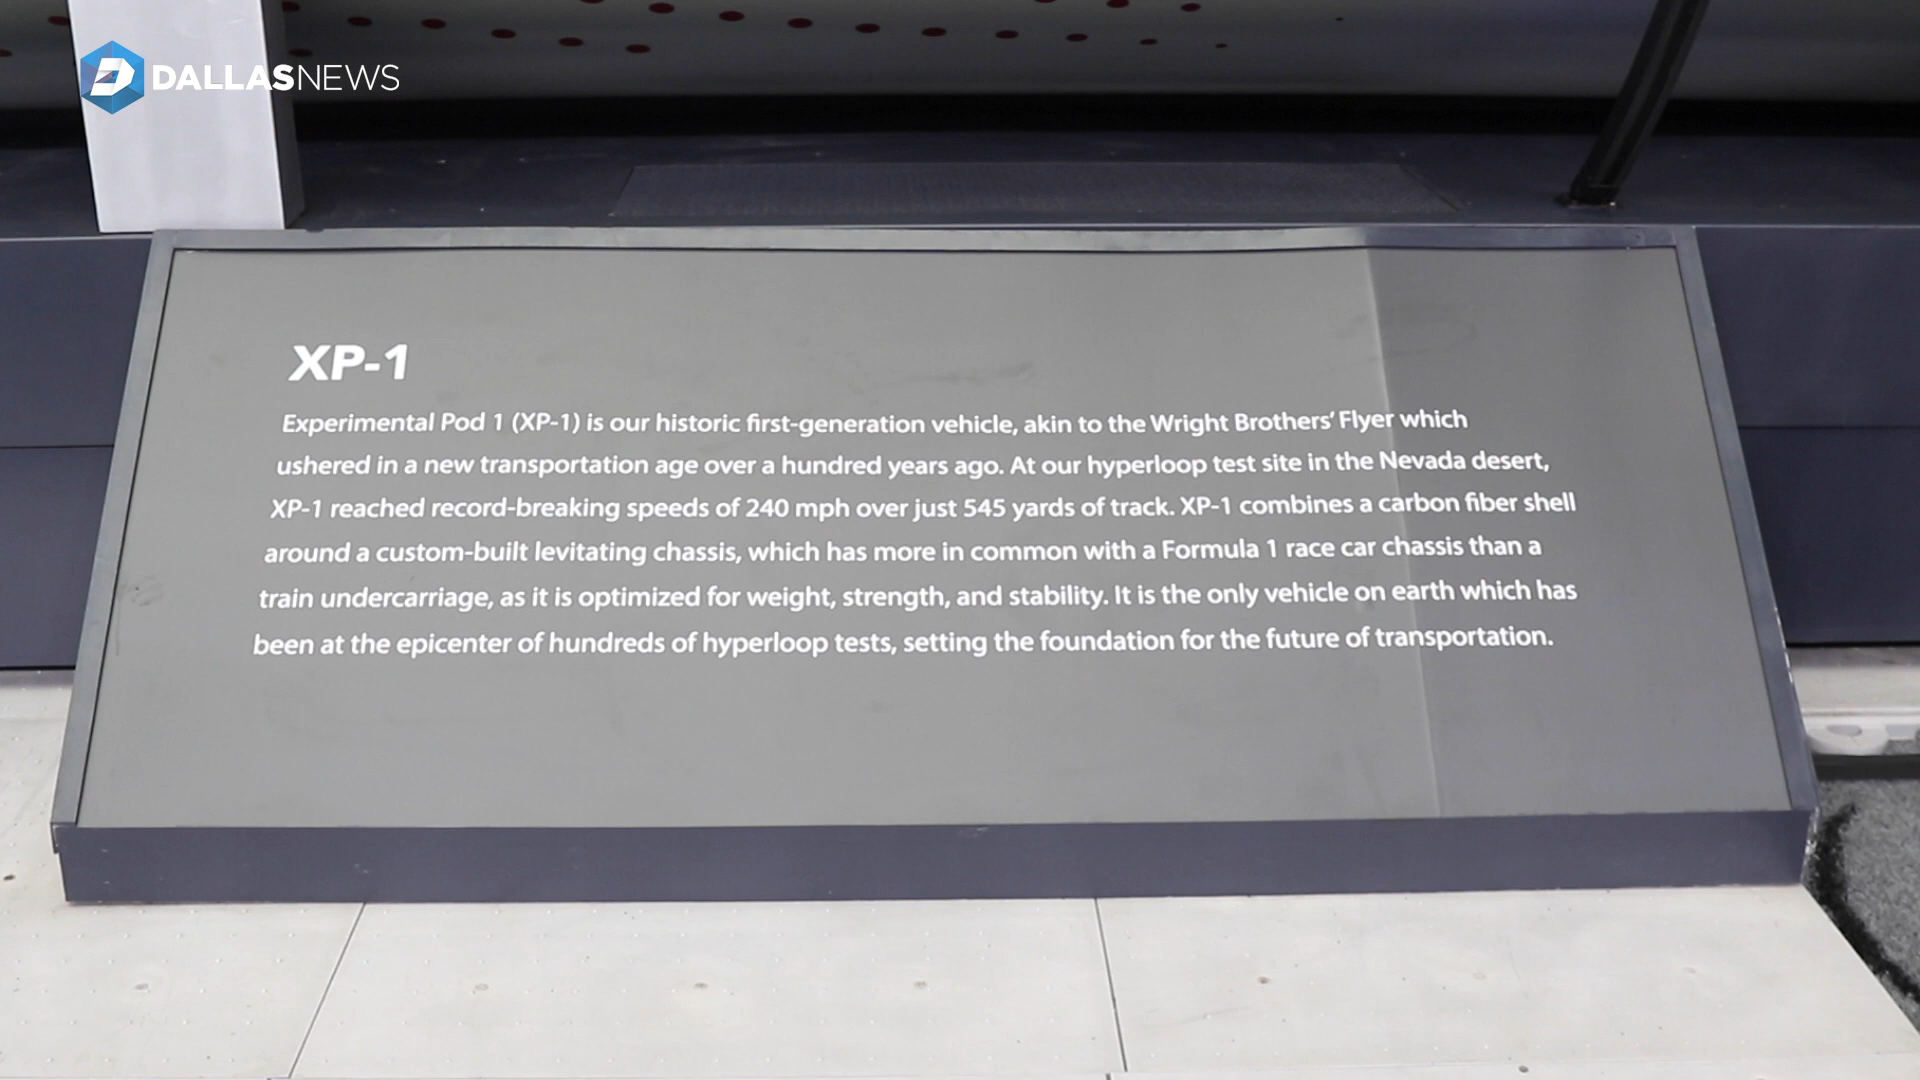 DALLASNEWS
XP-1
Experimental Pod 1 (XP-1) is our historic first-generation vehicle, akin to the Wright Brothers' Flyer which
ushered in a new transportation age over a hundred years ago. At our hyperloop test site in the Nevada desert,
XP-1 reached record-breaking speeds of 240 mph over just 545 yards of track. XP-1 combines a carbon fiber shell
around a custom-built levitating chassis, which has more in common with a Formula 1 race car chassis than a
train undercarriage, as it is optimized for weight, strength, and stability. It is the only vehicle on earth which has
been at the epicenter of hundreds of hyperloop tests, setting the foundation for the future of transportation.